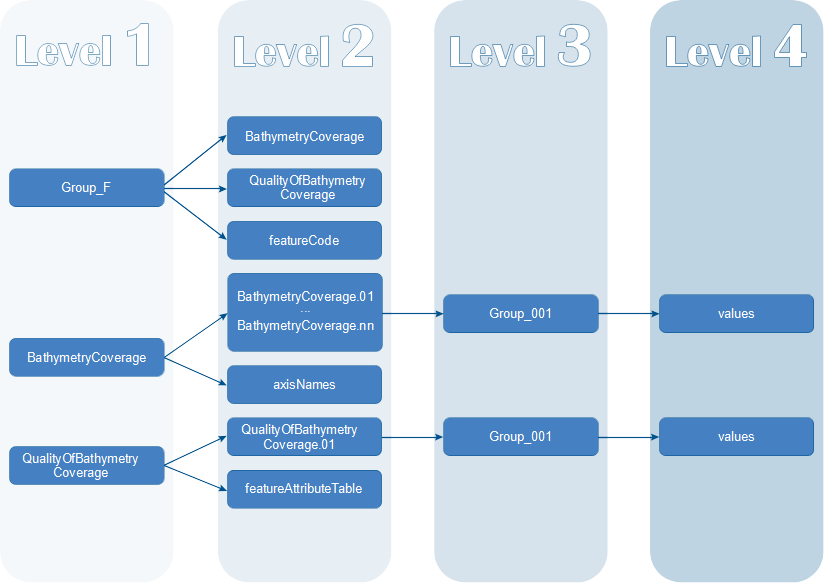 Level 1
Level 2
Level 3
Level 4
Group_F
BathymetryCoverage
QualityOfBathymetry
Coverage
featureCode
BathymetryCoverage
BathymetryCoverage.01
...
BathymetryCoverage.nn
axisNames
Group_001
values
QualityOfBathymetry
Coverage
QualityOfBathymetry
Coverage.01
featureAttributeTable
Group_001
values